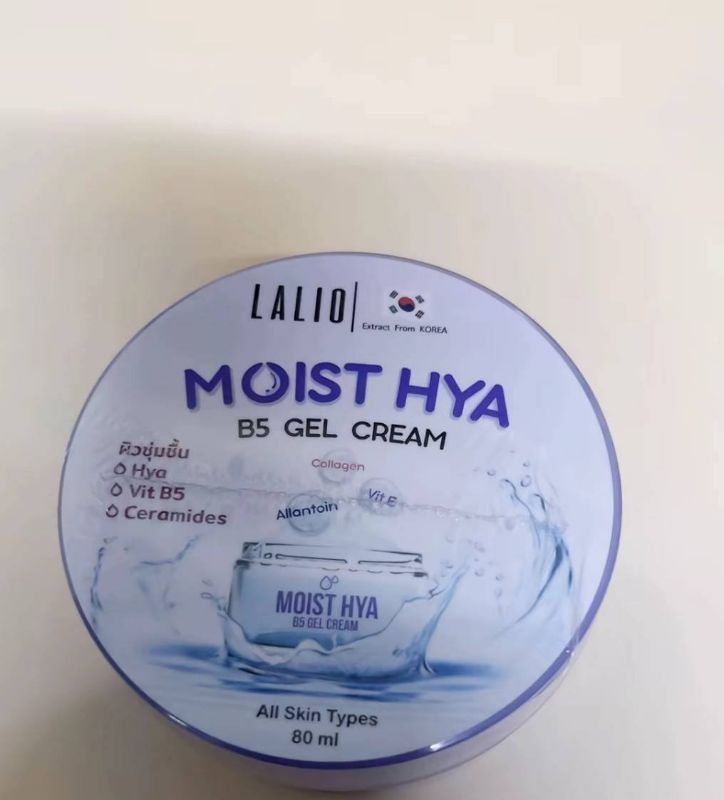 LALIO
Extract From KOREA
MOIST HYA
B5 GEL CREAM
ผิวชุ่มชื้น
Hya
Vit B5
Ceramides
Collagen
Vit E
Allantoin
MOIST HYA
B5 GEL CREAM
All Skin Types
80 ml